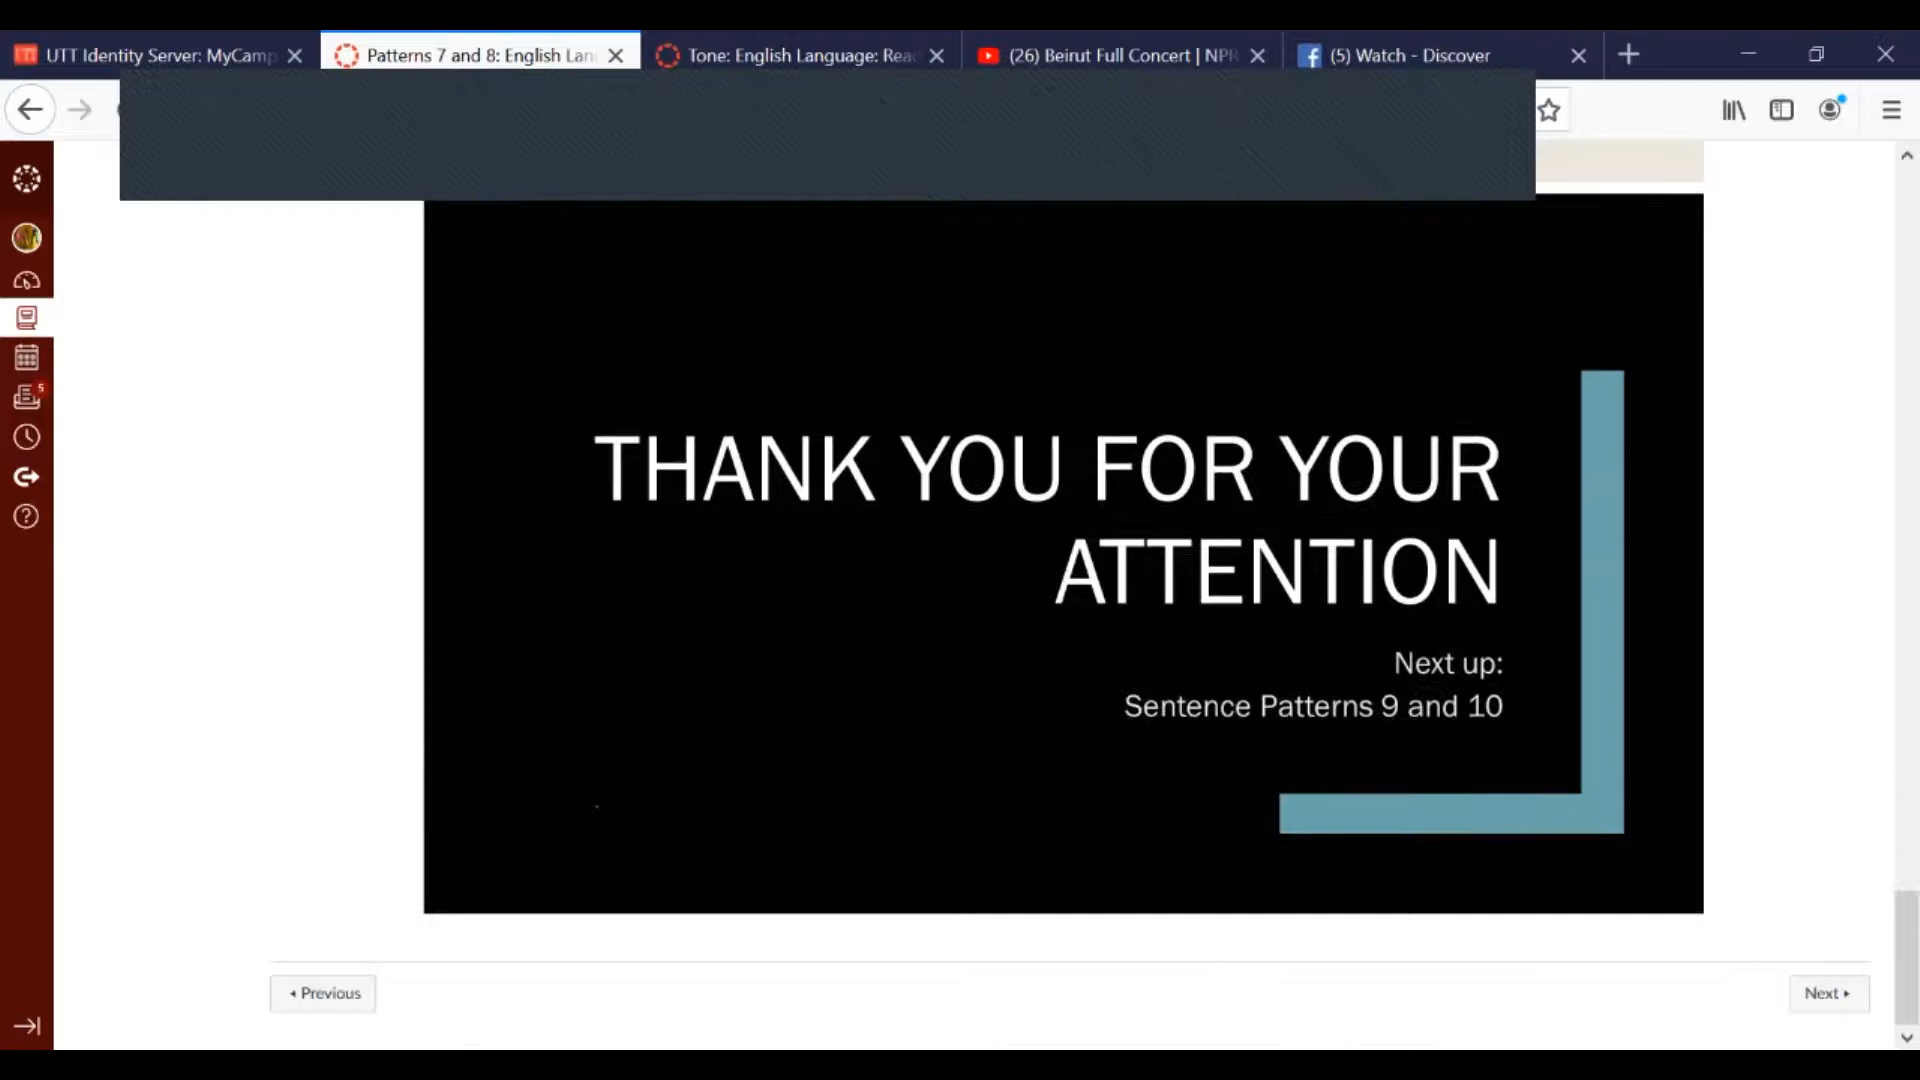 UTT Identity Server: MyCamp
Patterns 7 and 8: English Lan
Tone: English Language: Rea
(26) Beirut Full Concert | NPR
(5) Watch - Discover
5
THANK YOU FOR YOUR
ATTENTION
Next up:
Sentence Patterns 9 and 10
Previous
Next